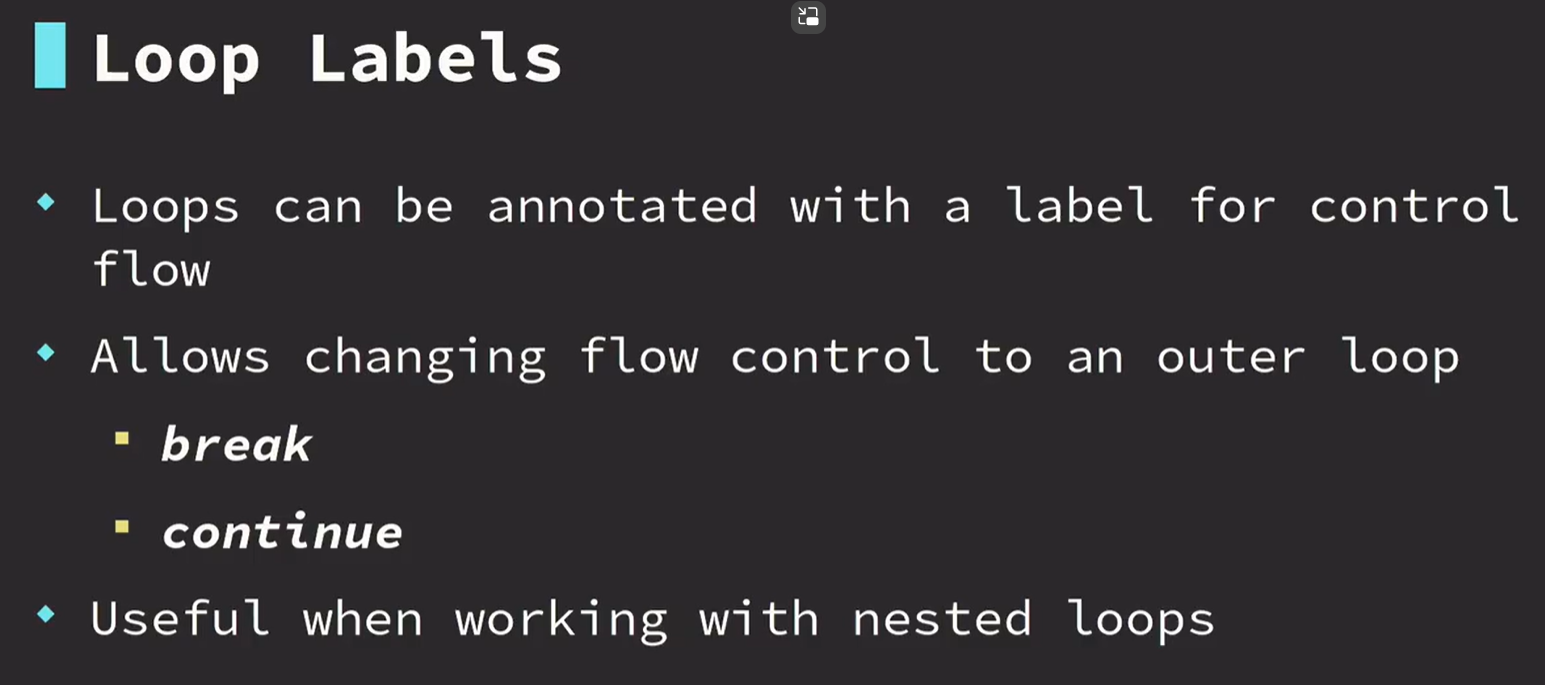 Loop Labels
Loops can be annotated with a label for control
flow
Allows changing flow control to an outer loop
break
continue
Useful when working with nested loops